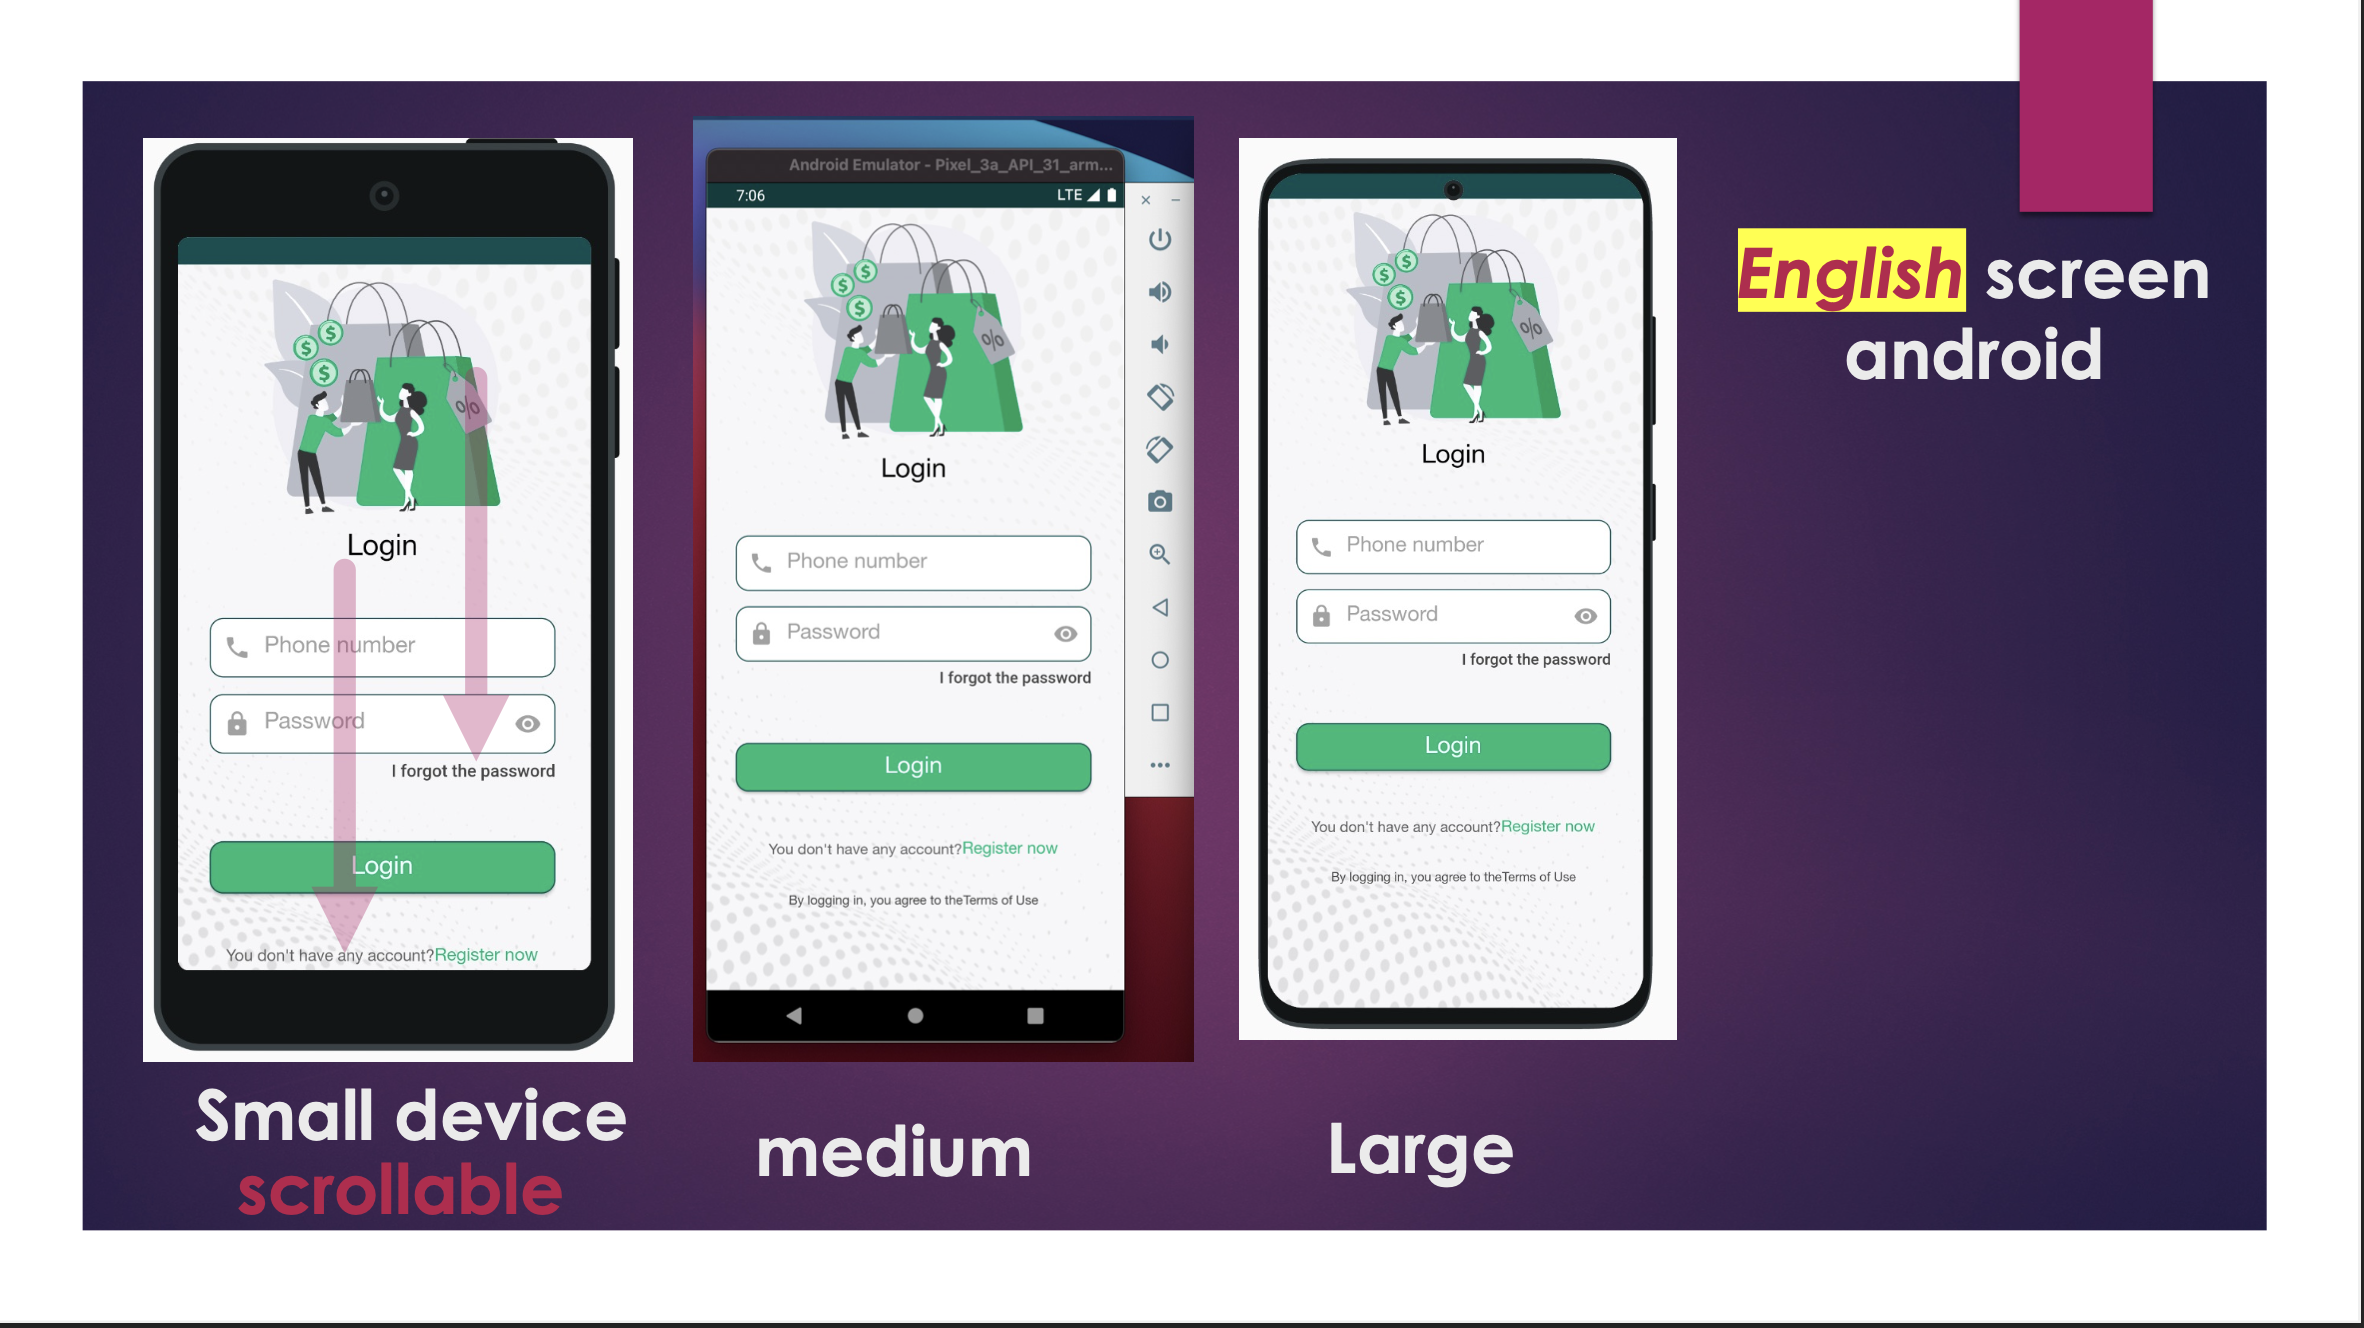 $
$
$
%
Login
Phone number
Password
I forgot the password
Login
You don't have any account?Register now
Small device
scrollable
Android Emulator - Pixel_3a_API_31_arm...
7:06 LTE
$
$
$
%
Login
Phone number
Password
I forgot the password
Login
You don't have any account?Register now
By logging in, you agree to theTerms of Use
medium
$
$
$
%
Login
Phone number
Password
I forgot the password
Login
You don't have any account?Register now
By logging in, you agree to theTerms of Use
Large
English screen
android